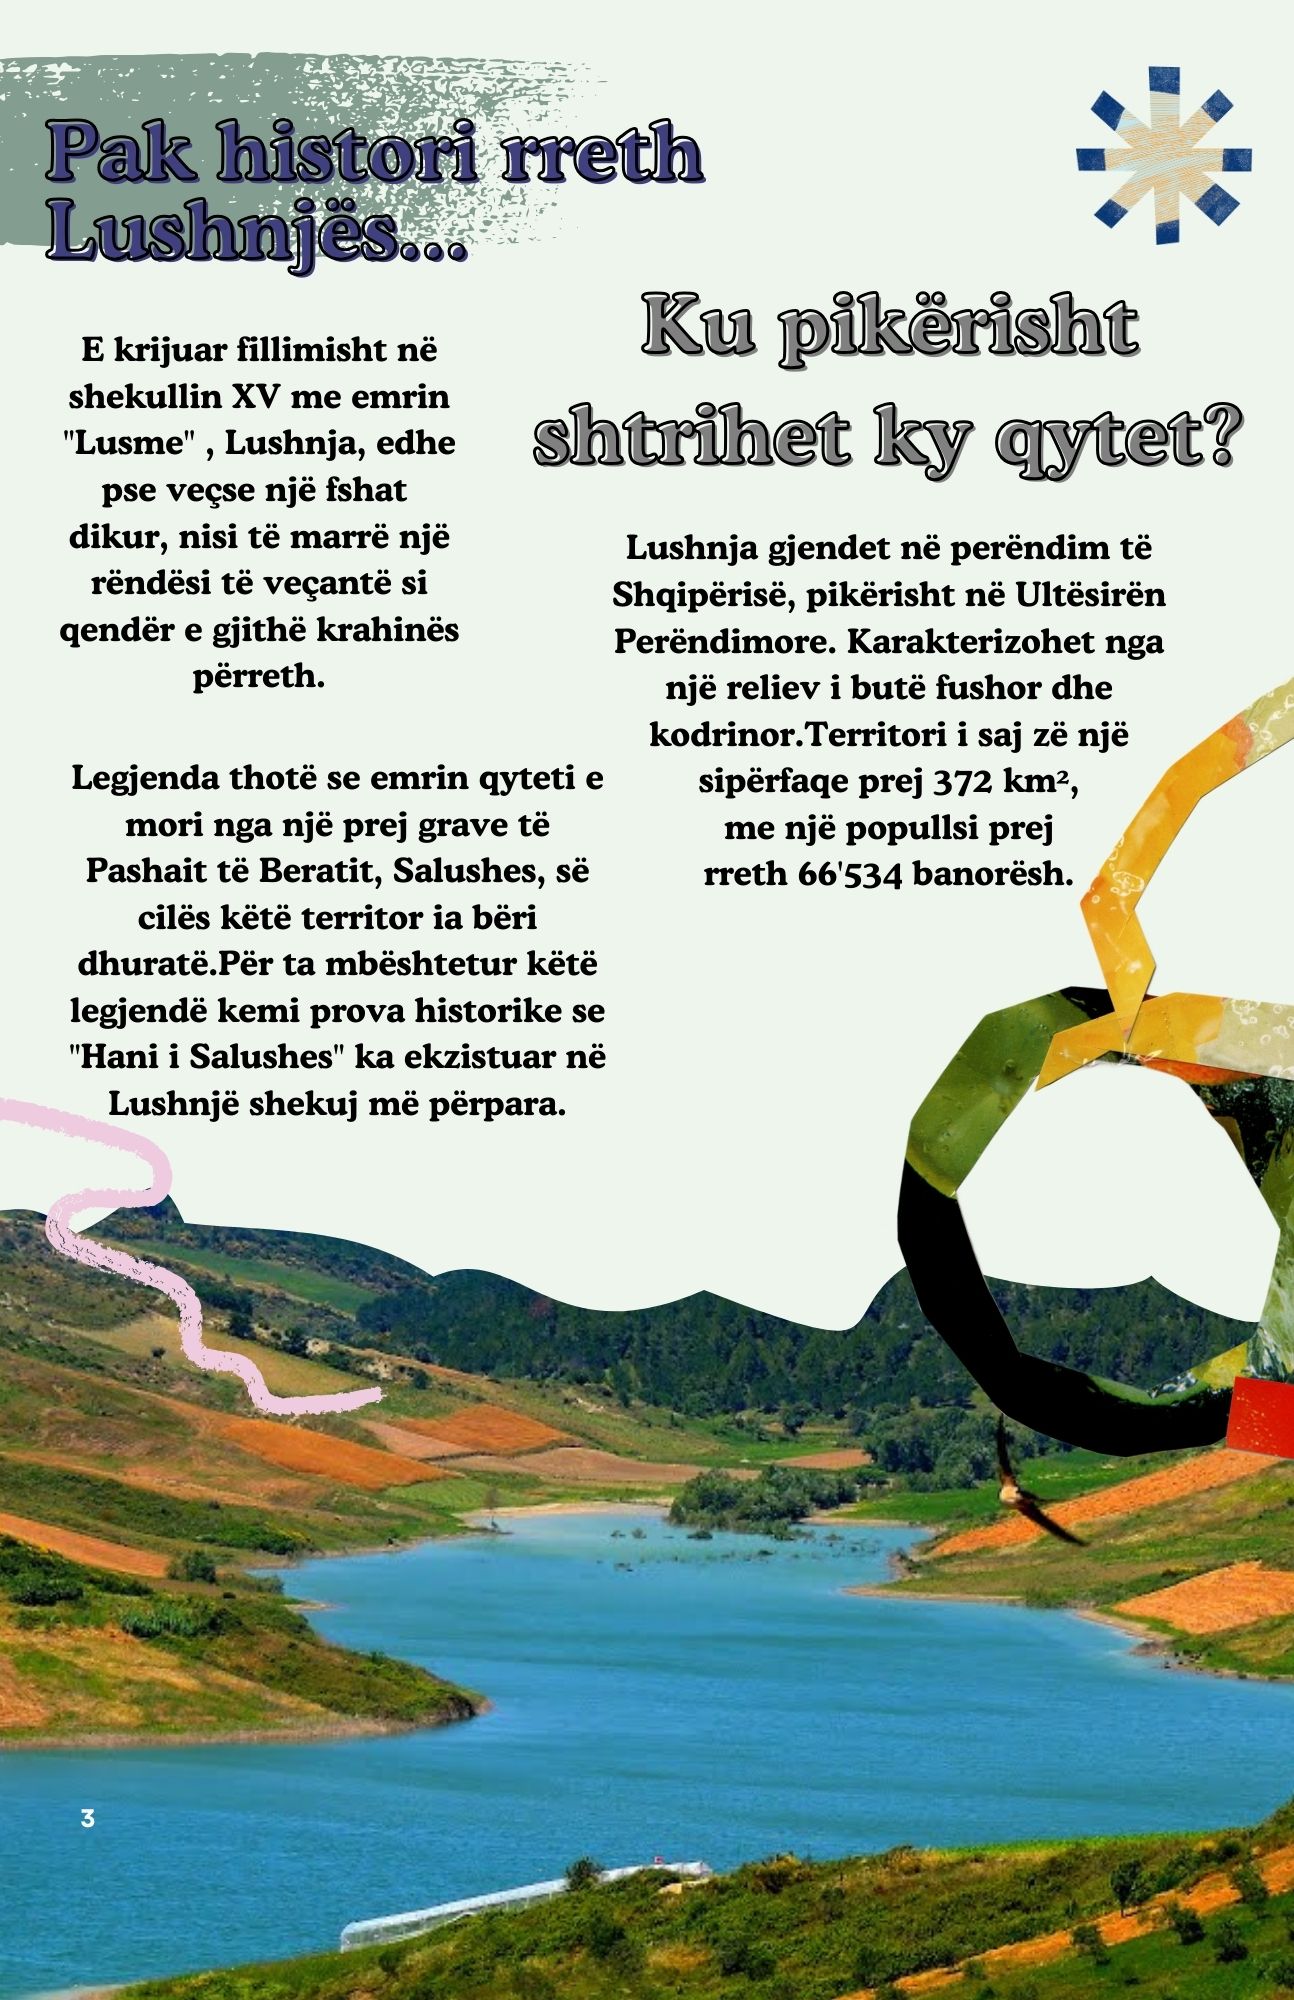 Pak histori rreth
Lushnjës...
E krijuar fillimisht në
shekullin XV me emrin
"Lusme" , Lushnja, edhe
pse veçse një fshat
dikur, nisi të marrë një
rëndësi të veçantë si
qendër e gjithë krahinës
përreth.
Legjenda thotë se emrin qyteti e
mori nga një prej grave të
Pashait të Beratit, Salushes, së
cilës këtë territor ia bëri
dhuratë.Për ta mbështetur këtë
legjendë kemi prova historike se
"Hani i Salushes" ka ekzistuar në
Lushnjë shekuj më përpara.
Ku pikërisht
shtrihet ky qytet?
Lushnja gjendet në perëndim të
Shqipërisë, pikërisht në Ultësirën
Perëndimore. Karakterizohet nga
një reliev i butë fushor dhe
kodrinor.Territori i saj zë një
sipërfaqe prej 372 km²,
me një popullsi prej
rreth 66'534 banorësh.
3